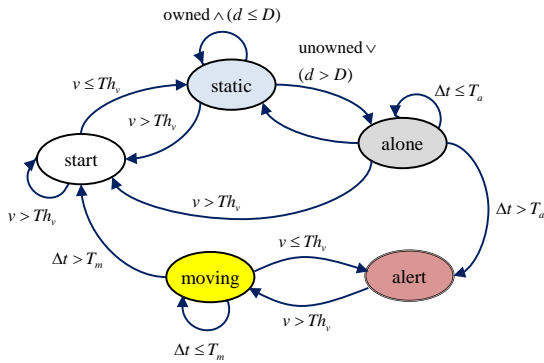 owned ∧ (d ≤ D)
unowned ∨
(d > D)
v ≤ Th_v
static
Δt ≤ T_a
v > Th_v
alone
start
v > Th_v
v > Th_v
Δt > T_a
v ≤ Th_v
Δt > T_m
moving
alert
v > Th_v
Δt ≤ T_m